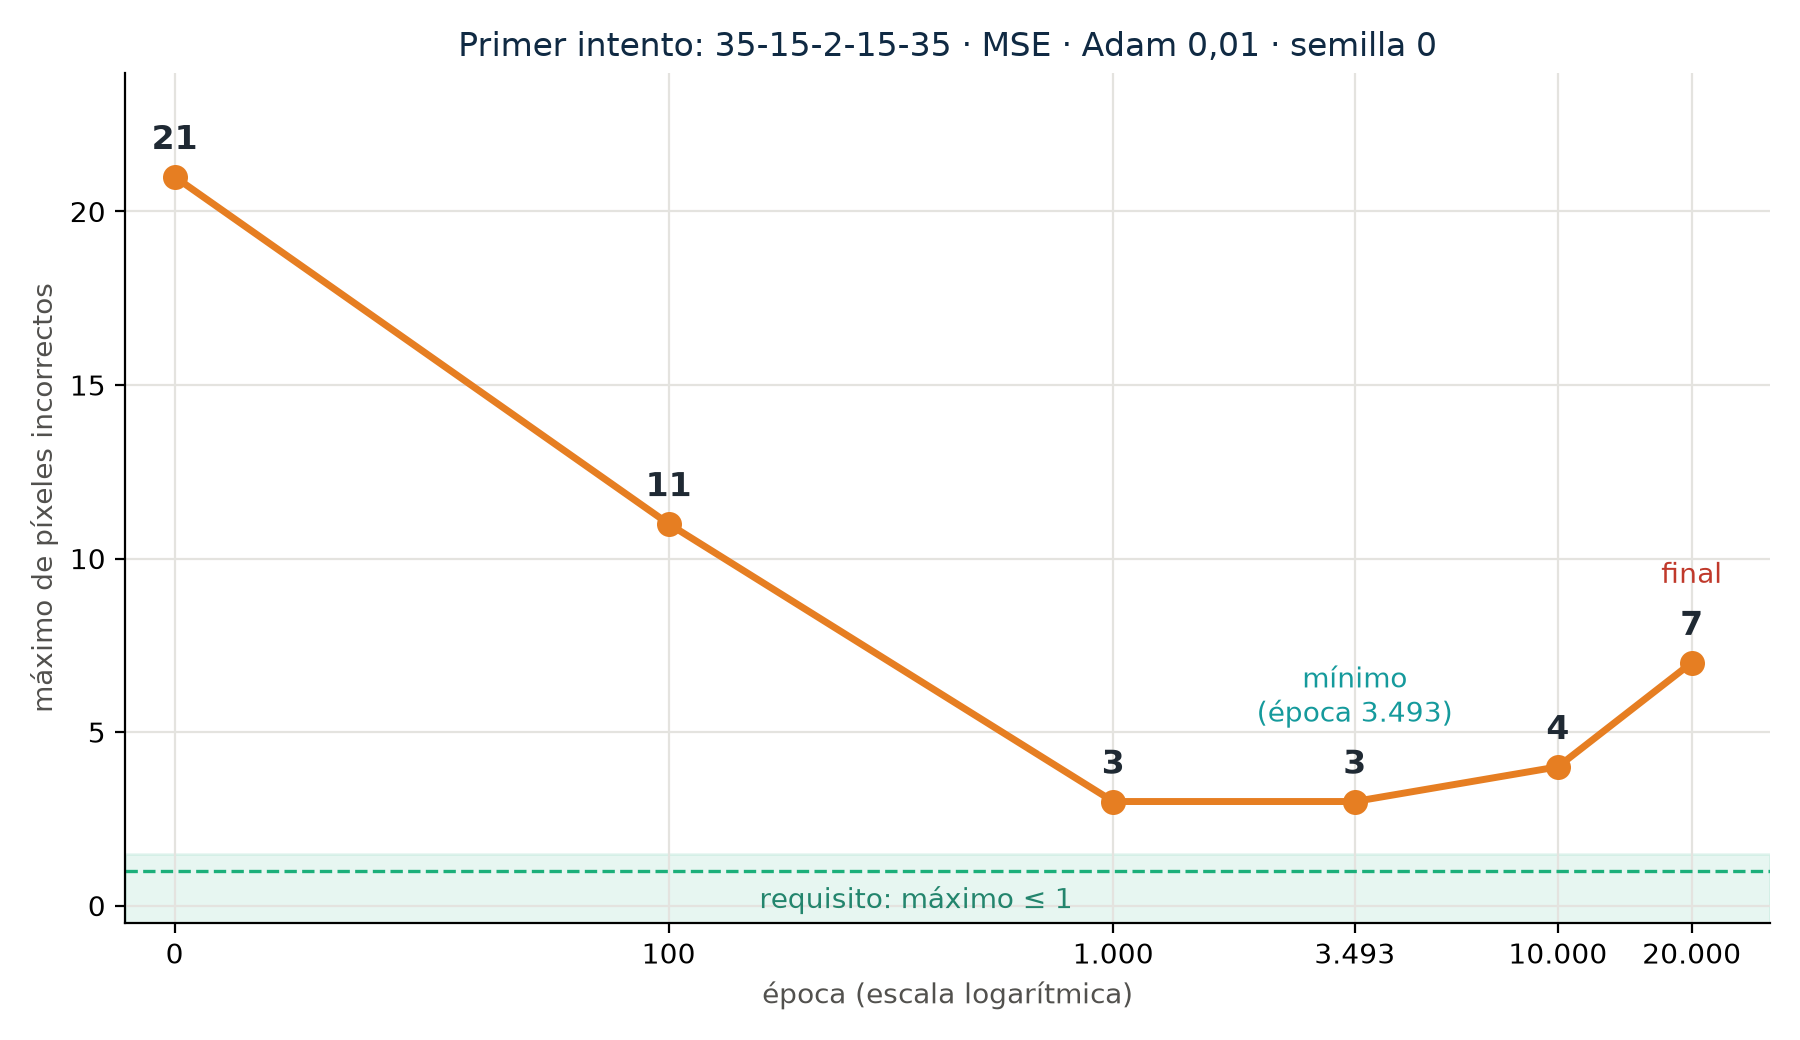 Primer intento: 35-15-2-15-35 · MSE · Adam 0,01 · semilla 0
máximo de píxeles incorrectos
20
15
10
5
0
21
11
3
mínimo
(época 3.493)
3
4
final
7
requisito: máximo ≤ 1
0
100
1.000
3.493
10.000
20.000
época (escala logarítmica)